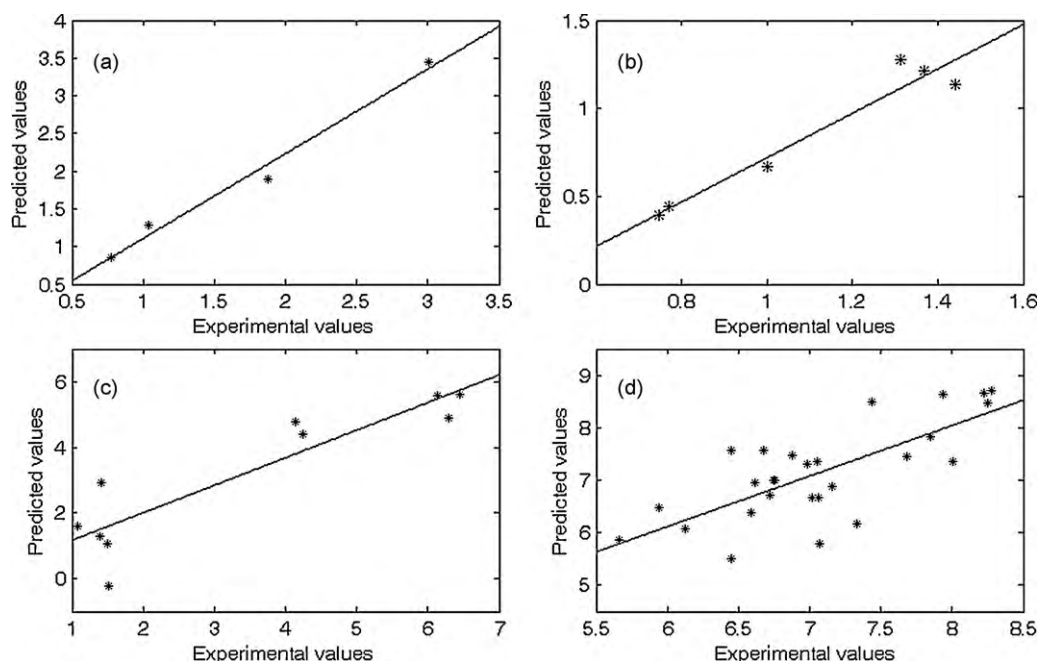 4
3.5
3
2.5
2
1.5
1
0.5
Predicted values
(a)
0.5 1 1.5 2 2.5 3 3.5
Experimental values
1.5
1
0.5
0
Predicted values
(b)
0.8 1 1.2 1.4 1.6
Experimental values
6
4
2
0
Predicted values
(c)
1 2 3 4 5 6 7
Experimental values
9
8
7
6
5
Predicted values
(d)
5.5 6 6.5 7 7.5 8 8.5
Experimental values